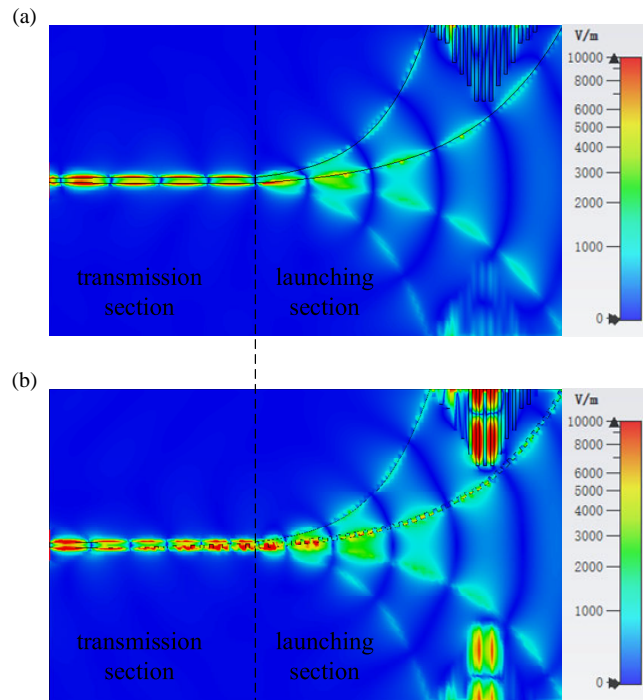 (a)
V/m
10000
8000
6000
5000
4000
3000
2000
1000
0
transmission
section
launching
section
(b)
V/m
10000
8000
6000
5000
4000
3000
2000
1000
0
transmission
section
launching
section